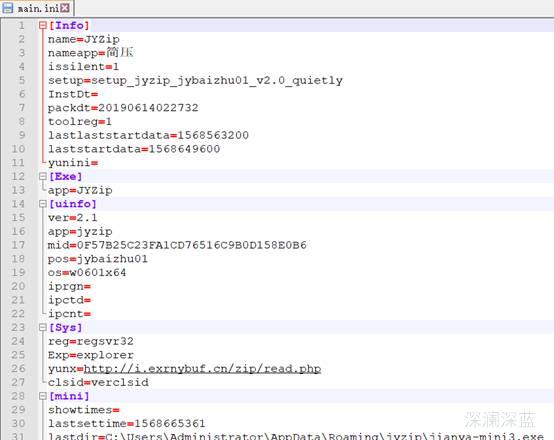 main.ini
1 [Info]
2 name=JYZip
3 nameapp=简压
4 issilent=1
5 setup=setup_jyzip_jybaizhu01_v2.0_quietly
6 InstDt=
7 packdt=20190614022732
8 toolreg=1
9 lastlaststartdata=1568563200
10 laststartdata=1568649600
11 yunini=
12 [Exe]
13 app=JYZip
14 [uinfo]
15 ver=2.1
16 app=jyzip
17 mid=0F57B25C23FA1CD76516C9B0D158E0B6
18 pos=jybaizhu01
19 os=w0601x64
20 iprgn=
21 ipctd=
22 ipcnt=
23 [Sys]
24 reg=regsvr32
25 Exp=explorer
26 yunx=http://i.exrnybuf.cn/zip/read.php
27 clsid=verclsid
28 [mini]
29 showtimes=
30 lastsettime=1568665361
31 lastdir=C:\Users\Administrator\AppData\Roaming\jyzip\jianya-mini3.exe
深澜深蓝